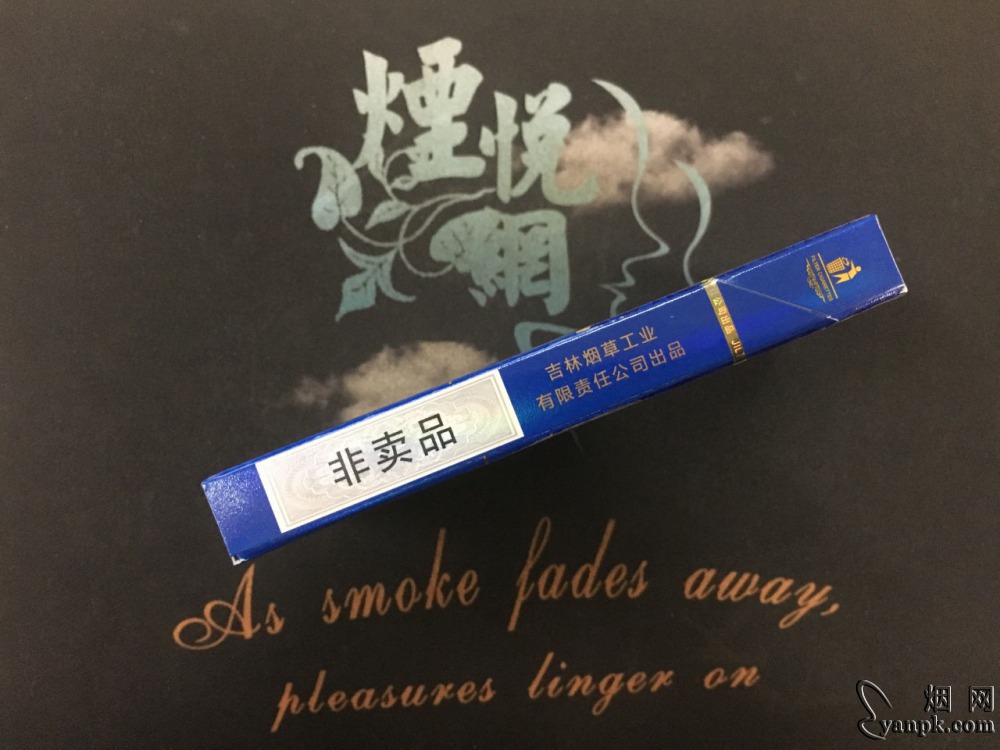 煙悦
網
吉林烟草工业
有限责任公司出品
非卖品
As smoke fades away,
pleasures linger on
烟网
yanpk.com